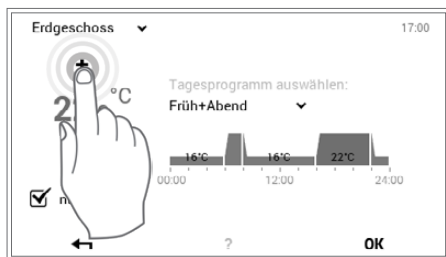 Erdgeschoss
17:00
+
°C
Tagesprogramm auswählen:
Früh+Abend
16°C 16°C 22°C
00:00 12:00 24:00
?
OK